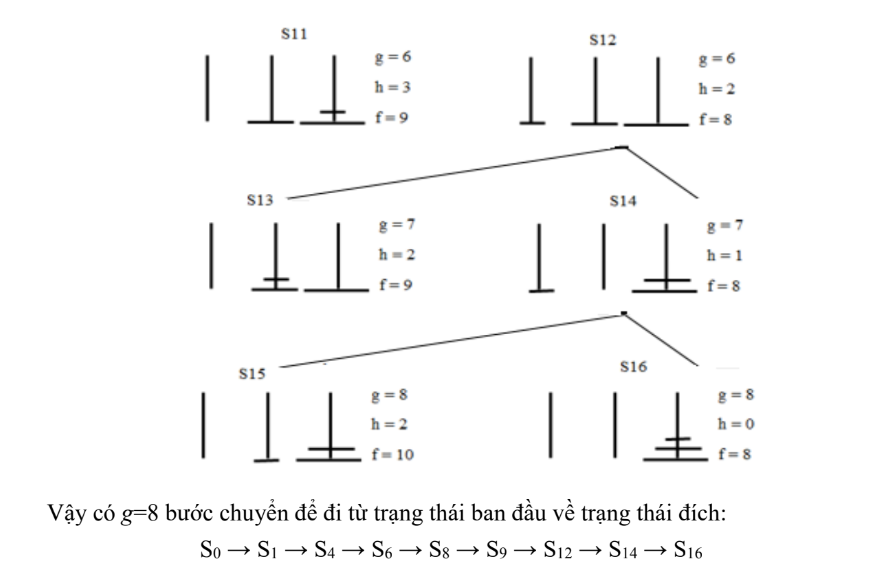 S11
g = 6
h = 3
f = 9
S12
g = 6
h = 2
f = 8
S13
g = 7
h = 2
f = 9
S14
g = 7
h = 1
f = 8
S15
g = 8
h = 2
f = 10
S16
g = 8
h = 0
f = 8
Vậy có g=8 bước chuyển để đi từ trạng thái ban đầu về trạng thái đích:
S₀ → S₁ → S₄ → S₆ → S₈ → S₉ → S₁₂ → S₁₄ → S₁₆